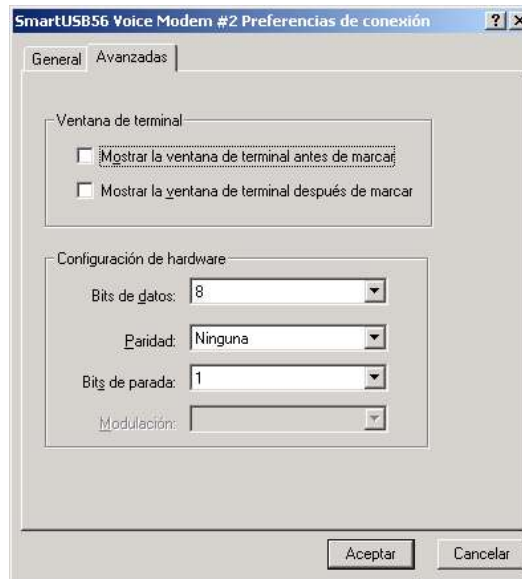 SmartUSB56 Voice Modem #2 Preferencias de conexión
General Avanzadas
Ventana de terminal
Mostrar la ventana de terminal antes de marcar
Mostrar la ventana de terminal después de marcar
Configuración de hardware
Bits de datos: 8
Paridad: Ninguna
Bits de parada: 1
Modulación:
Aceptar Cancelar